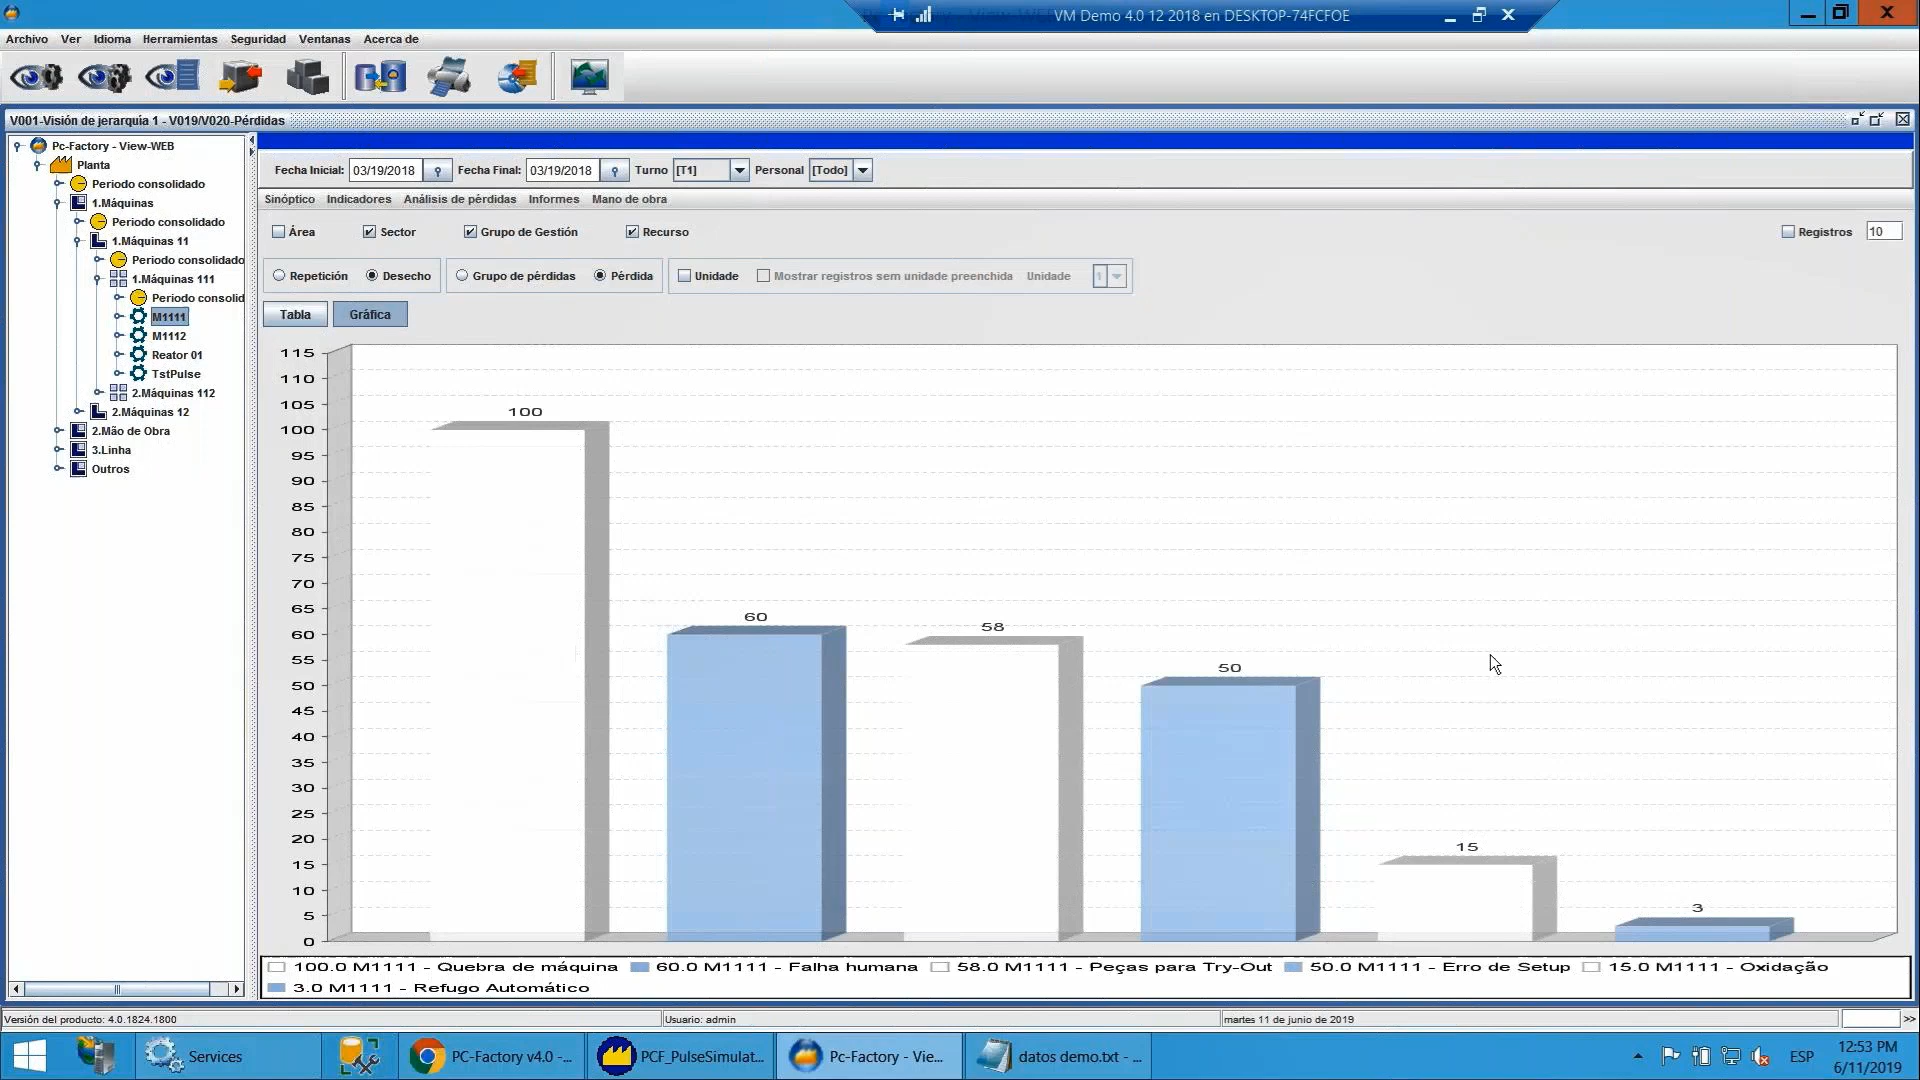 VM Demo 4.0 12 2018 en DESKTOP-74FCFOE
Archivo Ver Idioma Herramientas Seguridad Ventanas Acerca de
V001-Visión de jerarquía 1 - V019/V020-Pérdidas
Pc-Factory - View-WEB
Planta
Periodo consolidado
1.Máquinas
Periodo consolidado
1.Máquinas 11
Periodo consolidado
1.Máquinas 111
Periodo consolid
M1111
M1112
Reator 01
TstPulse
2.Máquinas 112
2.Máquinas 12
2.Mão de Obra
3.Linha
Outros
Fecha Inicial: 03/19/2018 Fecha Final: 03/19/2018 Turno [T1] Personal [Todo]
Sinóptico Indicadores Análisis de pérdidas Informes Mano de obra
Área Sector Grupo de Gestión Recurso Registros 10
Repetición Desecho Grupo de pérdidas Pérdida Unidade Mostrar registros sem unidade preenchida Unidade 1
Tabla Gráfica
115
110
105
100
95
90
85
80
75
70
65
60
55
50
45
40
35
30
25
20
15
10
5
0
100
60
58
50
15
3
100.0 M1111 - Quebra de máquina 60.0 M1111 - Falha humana 58.0 M1111 - Peças para Try-Out 50.0 M1111 - Erro de Setup 15.0 M1111 - Oxidação
3.0 M1111 - Refugo Automático
Versión del producto: 4.0.1824.1800 Usuario: admin martes 11 de junio de 2019 >>
Services PC-Factory v4.0 -... PCF_PulseSimulat... Pc-Factory - Vie... datos demo.txt - ... ESP 12:53 PM
6/11/2019